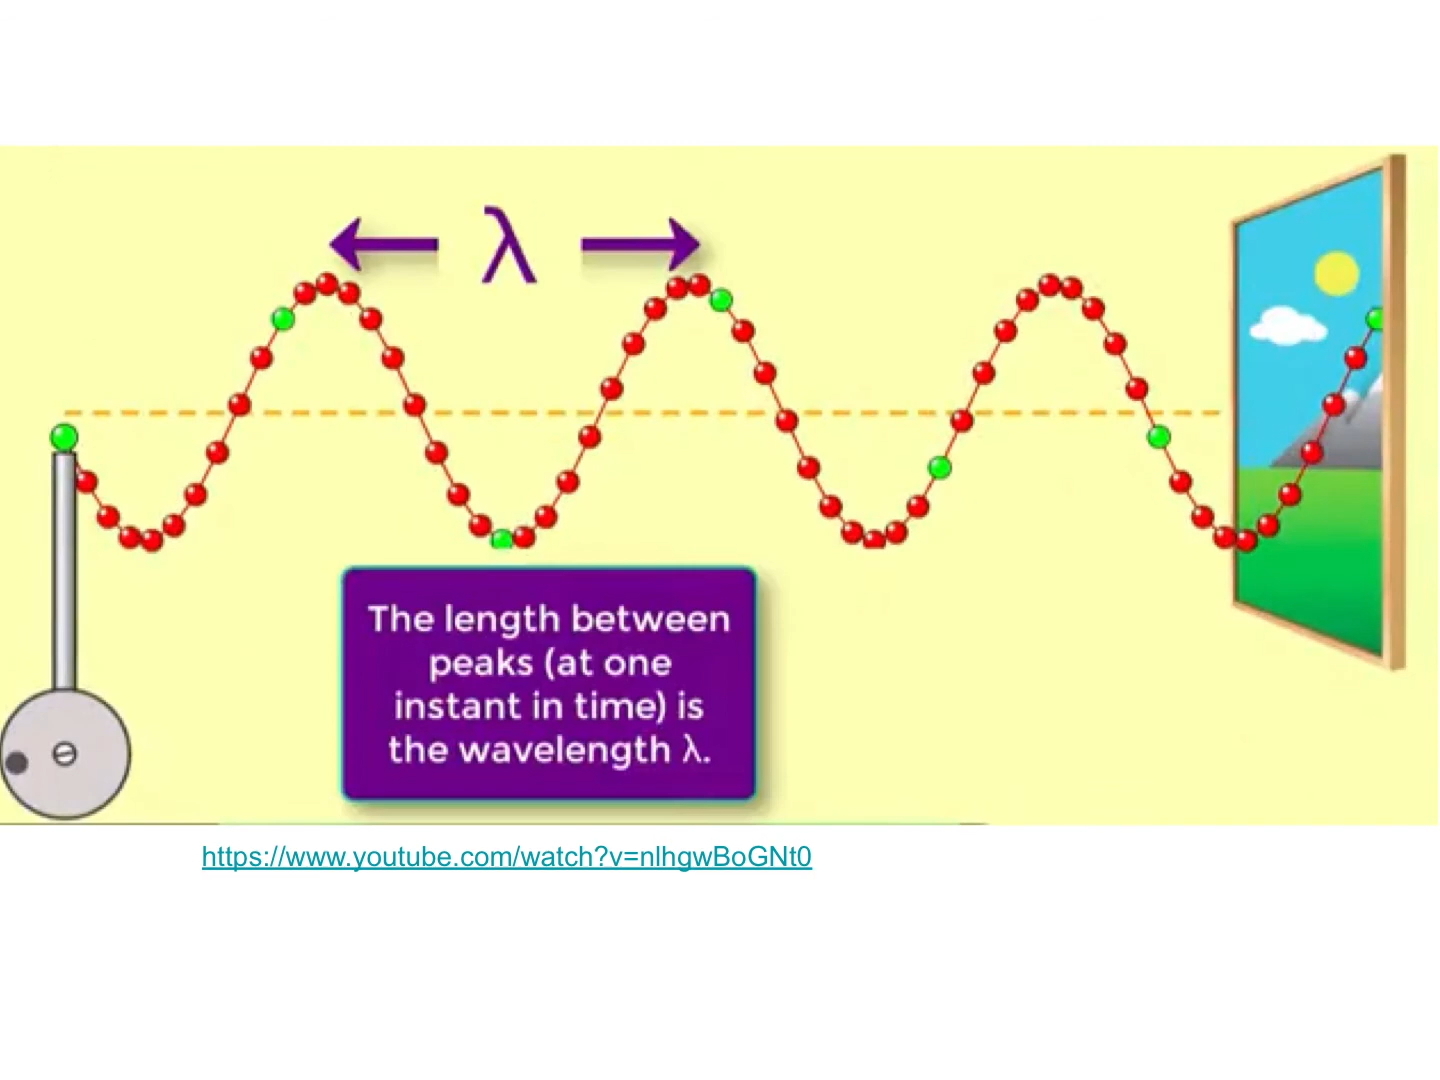 λ
The length between
peaks (at one
instant in time) is
the wavelength λ.
https://www.youtube.com/watch?v=nlhgwBoGNt0